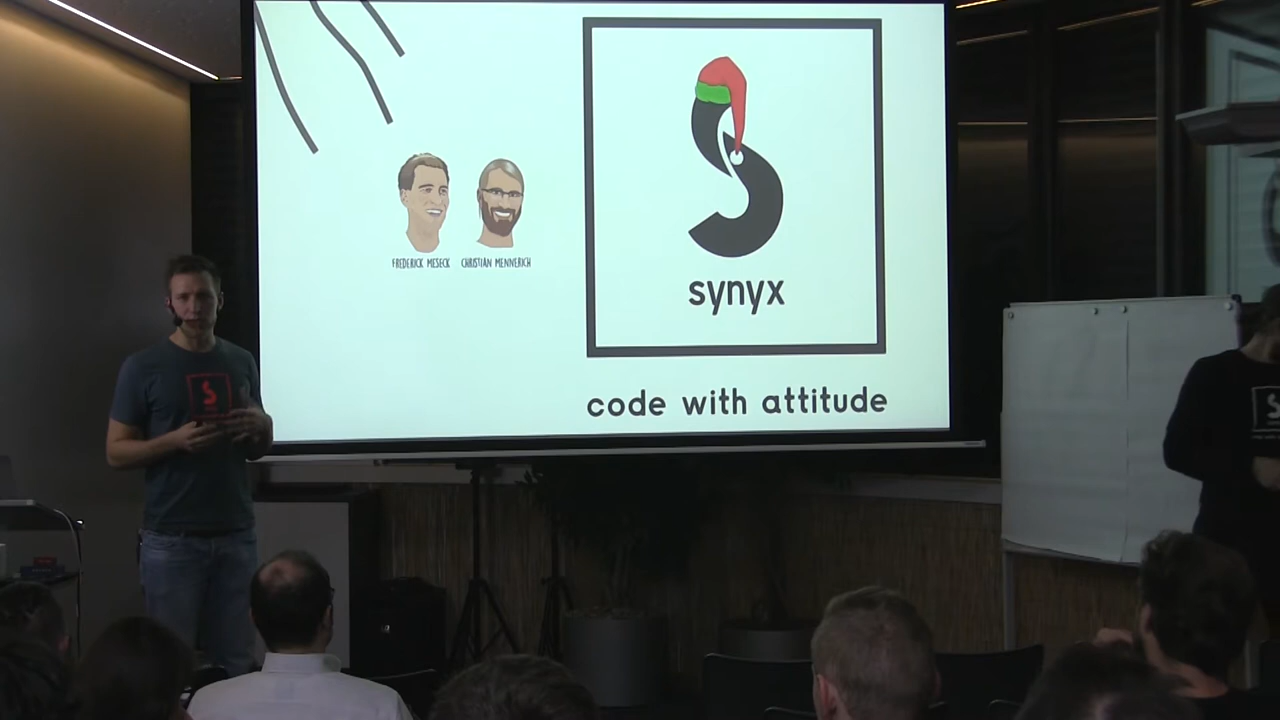 FREDERICK MESECK
CHRISTIAN MENNERICH
synyx
code with attitude